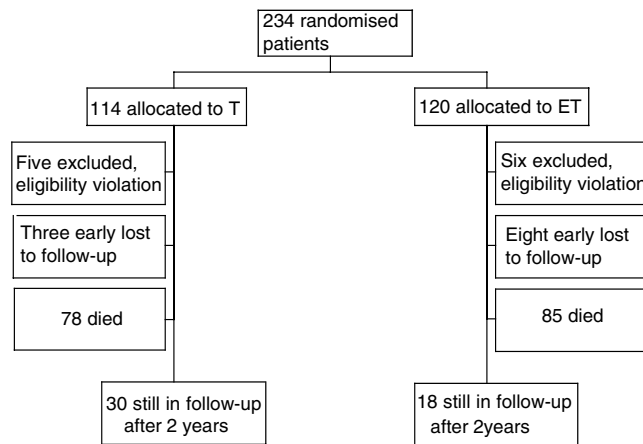 234 randomised
patients
114 allocated to T
120 allocated to ET
Five excluded,
eligibility violation
Six excluded,
eligibility violation
Three early lost
to follow-up
Eight early lost
to follow-up
78 died
85 died
30 still in follow-up
after 2 years
18 still in follow-up
after 2years